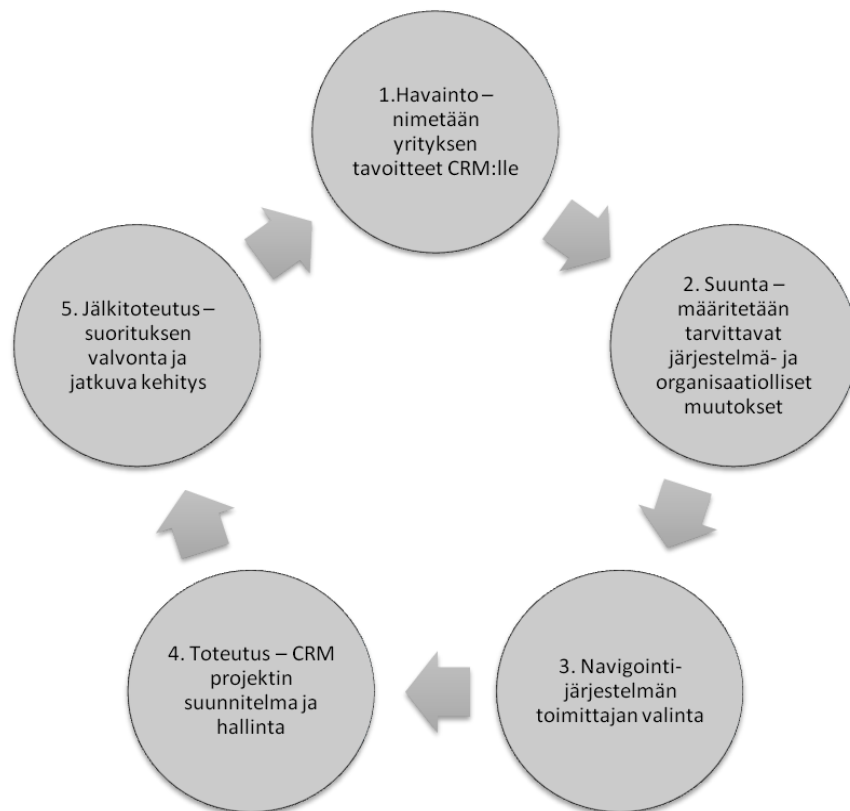 1.Havainto –
nimetään
yrityksen
tavoitteet CRM:lle
2. Suunta –
määritetään
tarvittavat
järjestelmä- ja
organisaatiolliset
muutokset
3. Navigointi-
järjestelmän
toimittajan valinta
4. Toteutus – CRM
projektin
suunnitelma ja
hallinta
5. Jälkitoteutus –
suorituksen
valvonta ja
jatkuva kehitys